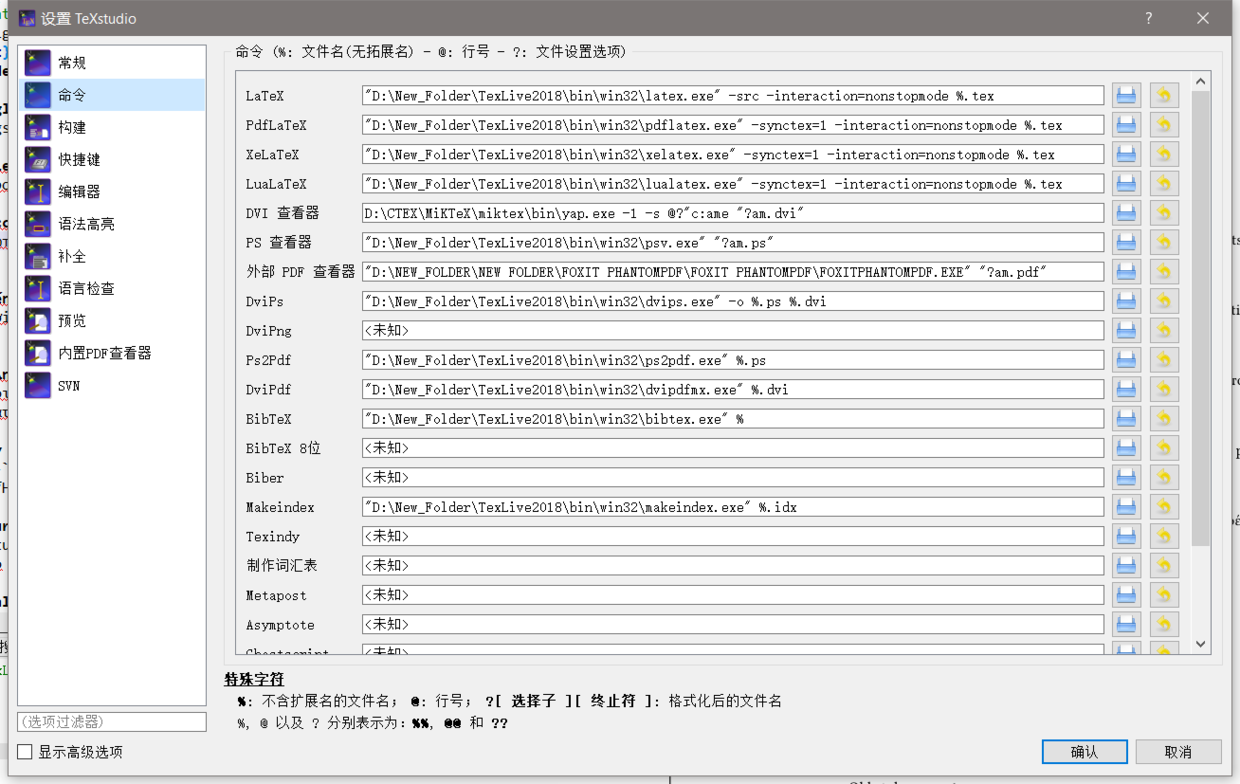 设置 TeXstudio
?
常规
命令
构建
快捷键
编辑器
语法高亮
补全
语言检查
预览
内置PDF查看器
SVN
(选项过滤器)
显示高级选项
命令 (%: 文件名(无拓展名) - @: 行号 - ?: 文件设置选项)
LaTeX "D:\New_Folder\TexLive2018\bin\win32\latex.exe" -src -interaction=nonstopmode %.tex
PdfLaTeX "D:\New_Folder\TexLive2018\bin\win32\pdflatex.exe" -synctex=1 -interaction=nonstopmode %.tex
XeLaTeX "D:\New_Folder\TexLive2018\bin\win32\xelatex.exe" -synctex=1 -interaction=nonstopmode %.tex
LuaLaTeX "D:\New_Folder\TexLive2018\bin\win32\lualatex.exe" -synctex=1 -interaction=nonstopmode %.tex
DVI 查看器 D:\CTEX\MiKTeX\miktex\bin\yap.exe -1 -s @?"c:ame "?am.dvi"
PS 查看器 "D:\New_Folder\TexLive2018\bin\win32\psv.exe" "?am.ps"
外部 PDF 查看器 "D:\NEW_FOLDER\NEW FOLDER\FOXIT PHANTOMPDF\FOXIT PHANTOMPDF\FOXITPHANTOMPDF.EXE" "?am.pdf"
DviPs "D:\New_Folder\TexLive2018\bin\win32\dvips.exe" -o %.ps %.dvi
DviPng <未知>
Ps2Pdf "D:\New_Folder\TexLive2018\bin\win32\ps2pdf.exe" %.ps
DviPdf "D:\New_Folder\TexLive2018\bin\win32\dvipdfmx.exe" %.dvi
BibTeX "D:\New_Folder\TexLive2018\bin\win32\bibtex.exe" %
BibTeX 8位 <未知>
Biber <未知>
Makeindex "D:\New_Folder\TexLive2018\bin\win32\makeindex.exe" %.idx
Texindy <未知>
制作词汇表 <未知>
Metapost <未知>
Asymptote <未知>
Ghostscript <未知>
特殊字符
%: 不含扩展名的文件名; @: 行号; ?[ 选择子 ][ 终止符 ]: 格式化后的文件名
%, @ 以及 ? 分别表示为: %%, @@ 和 ??
确认
取消